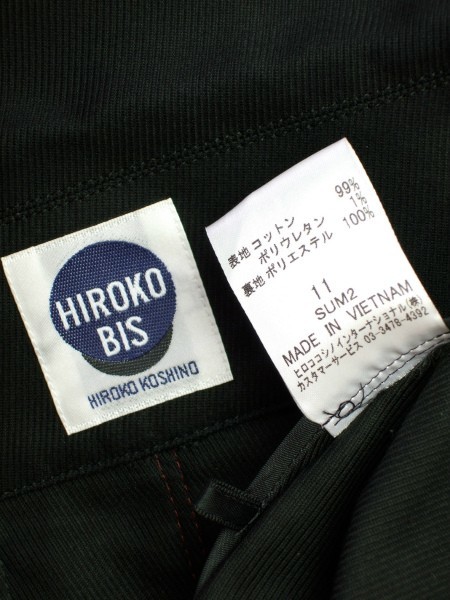 HIROKO
BIS
HIROKO KOSHINO
表地 コットン 99%
ポリウレタン 1%
裏地 ポリエステル 100%
11
SUM2
MADE IN VIETNAM
ヒロココシノインターナショナル(株)
カスタマーサービス 03-3478-4392